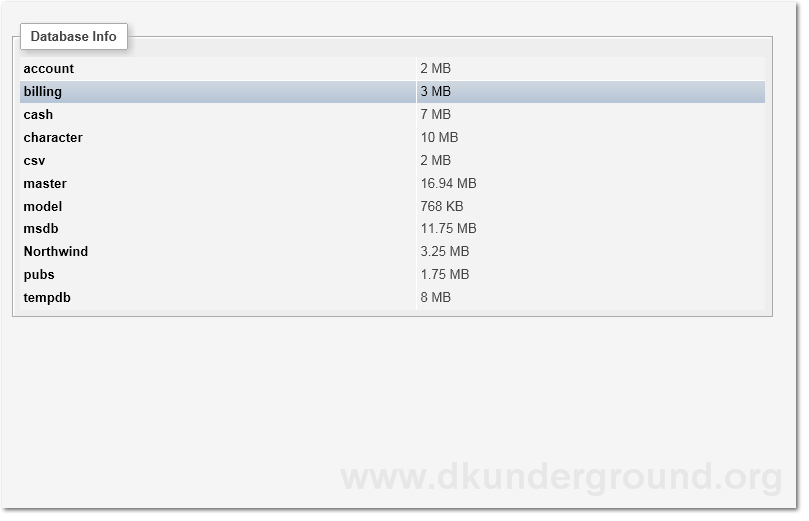 Database Info
account 2 MB
billing 3 MB
cash 7 MB
character 10 MB
csv 2 MB
master 16.94 MB
model 768 KB
msdb 11.75 MB
Northwind 3.25 MB
pubs 1.75 MB
tempdb 8 MB
www.dkunderground.org